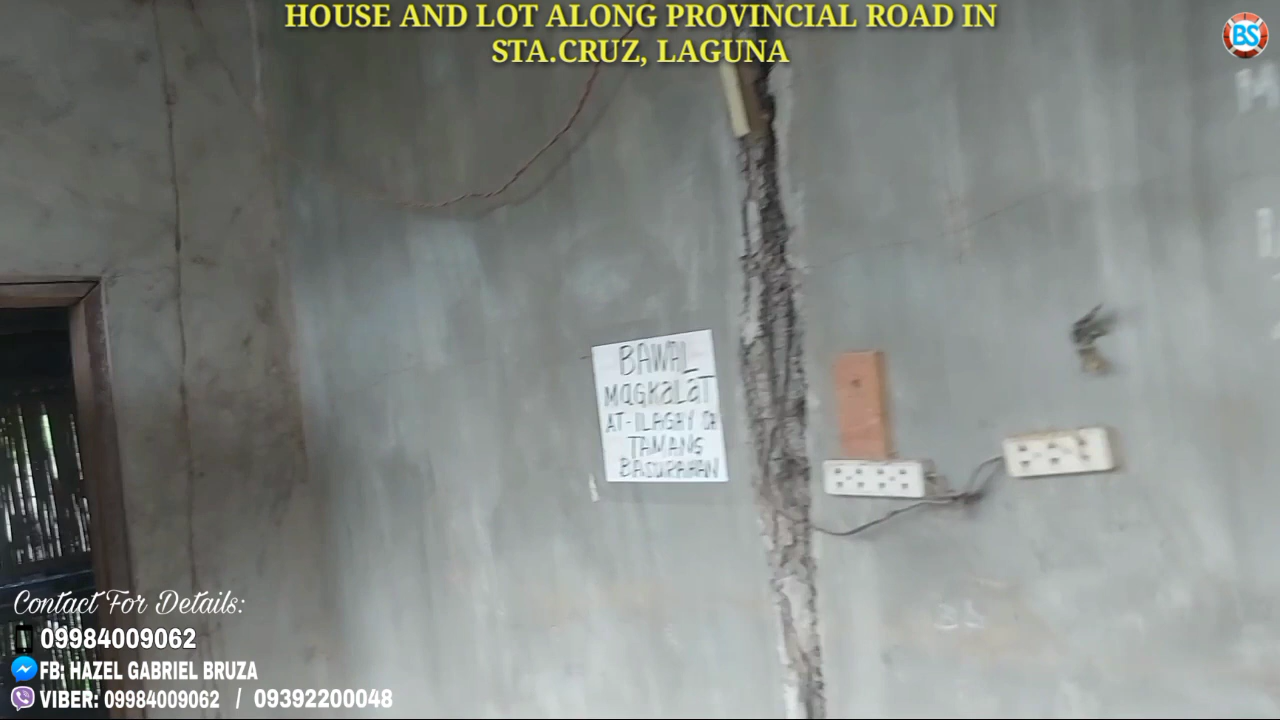 HOUSE AND LOT ALONG PROVINCIAL ROAD IN
STA.CRUZ, LAGUNA
BS
BAWAL
MAGKALAT
AT-ILAGAY SA
TAMANG
BASURAHAN
Contact For Details:
09984009062
FB: HAZEL GABRIEL BRUZA
VIBER: 09984009062 / 09392200048